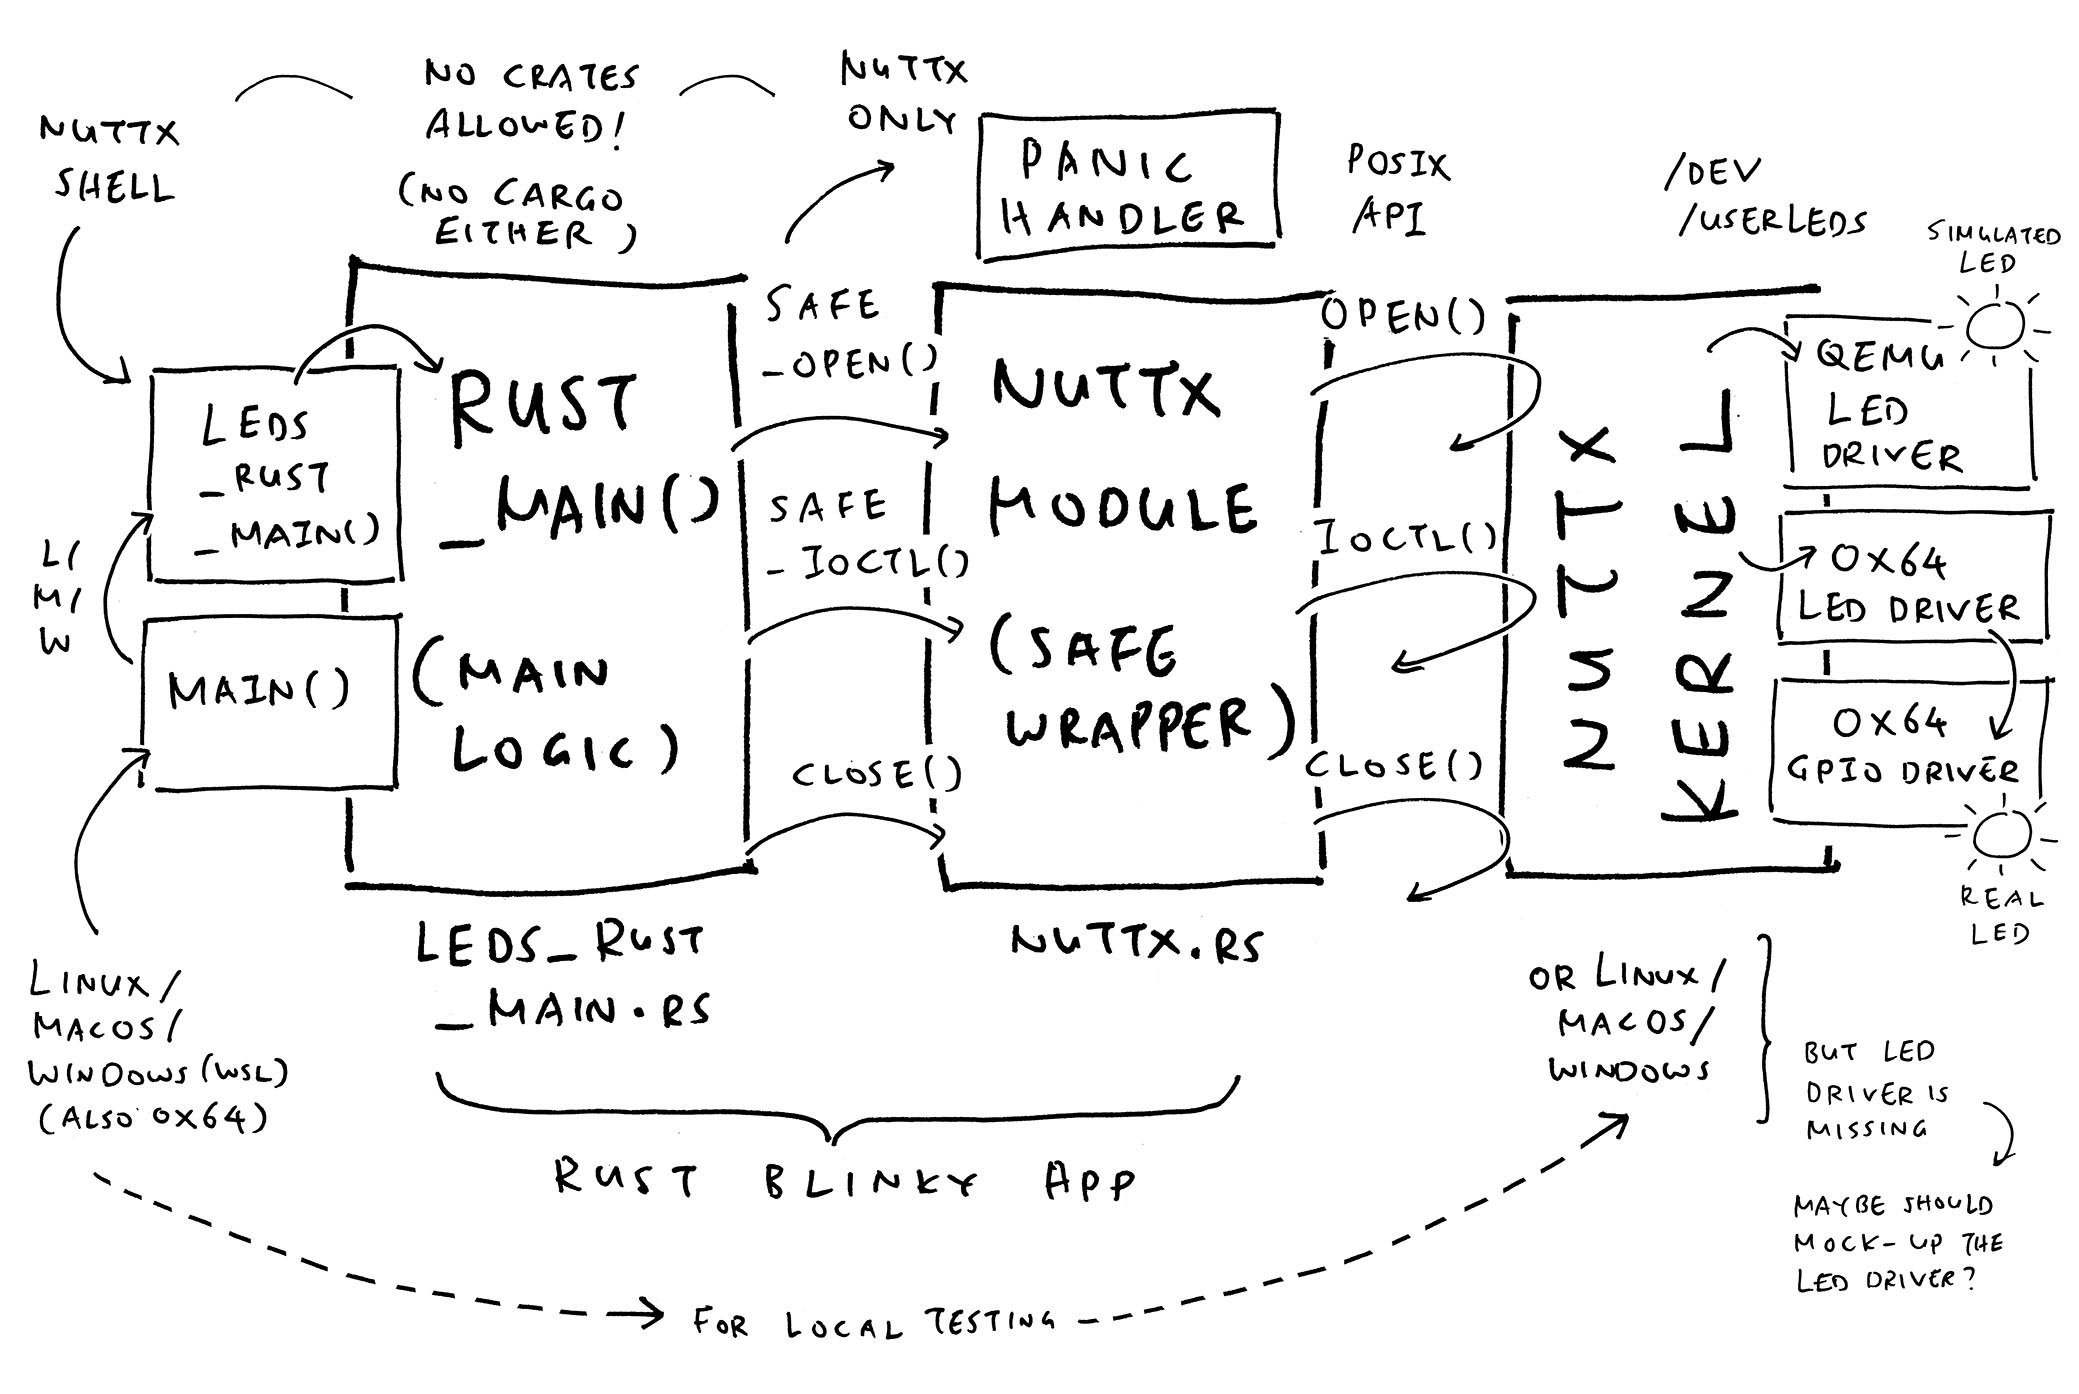 NUTTX
SHELL
NO CRATES
ALLOWED!
(NO CARGO
EITHER)
NUTTX
ONLY
PANIC
HANDLER
POSIX
API
/DEV
/USERLEDS
SIMULATED
LED
LEDS
_RUST
_MAIN()
L/
M/
W
MAIN()
RUST
_MAIN()
(MAIN
LOGIC)
SAFE
_OPEN()
SAFE
_IOCTL()
CLOSE()
NUTTX
MODULE
(SAFE
WRAPPER)
OPEN()
IOCTL()
CLOSE()
NUTTX
KERNEL
QEMU
LED
DRIVER
OX64
LED DRIVER
OX64
GPIO DRIVER
REAL
LED
LEDS_RUST
_MAIN.RS
NUTTX.RS
RUST BLINKY APP
LINUX/
MACOS/
WINDOWS (WSL)
(ALSO OX64)
FOR LOCAL TESTING
OR LINUX/
MACOS/
WINDOWS
BUT LED
DRIVER IS
MISSING
MAYBE SHOULD
MOCK-UP THE
LED DRIVER?